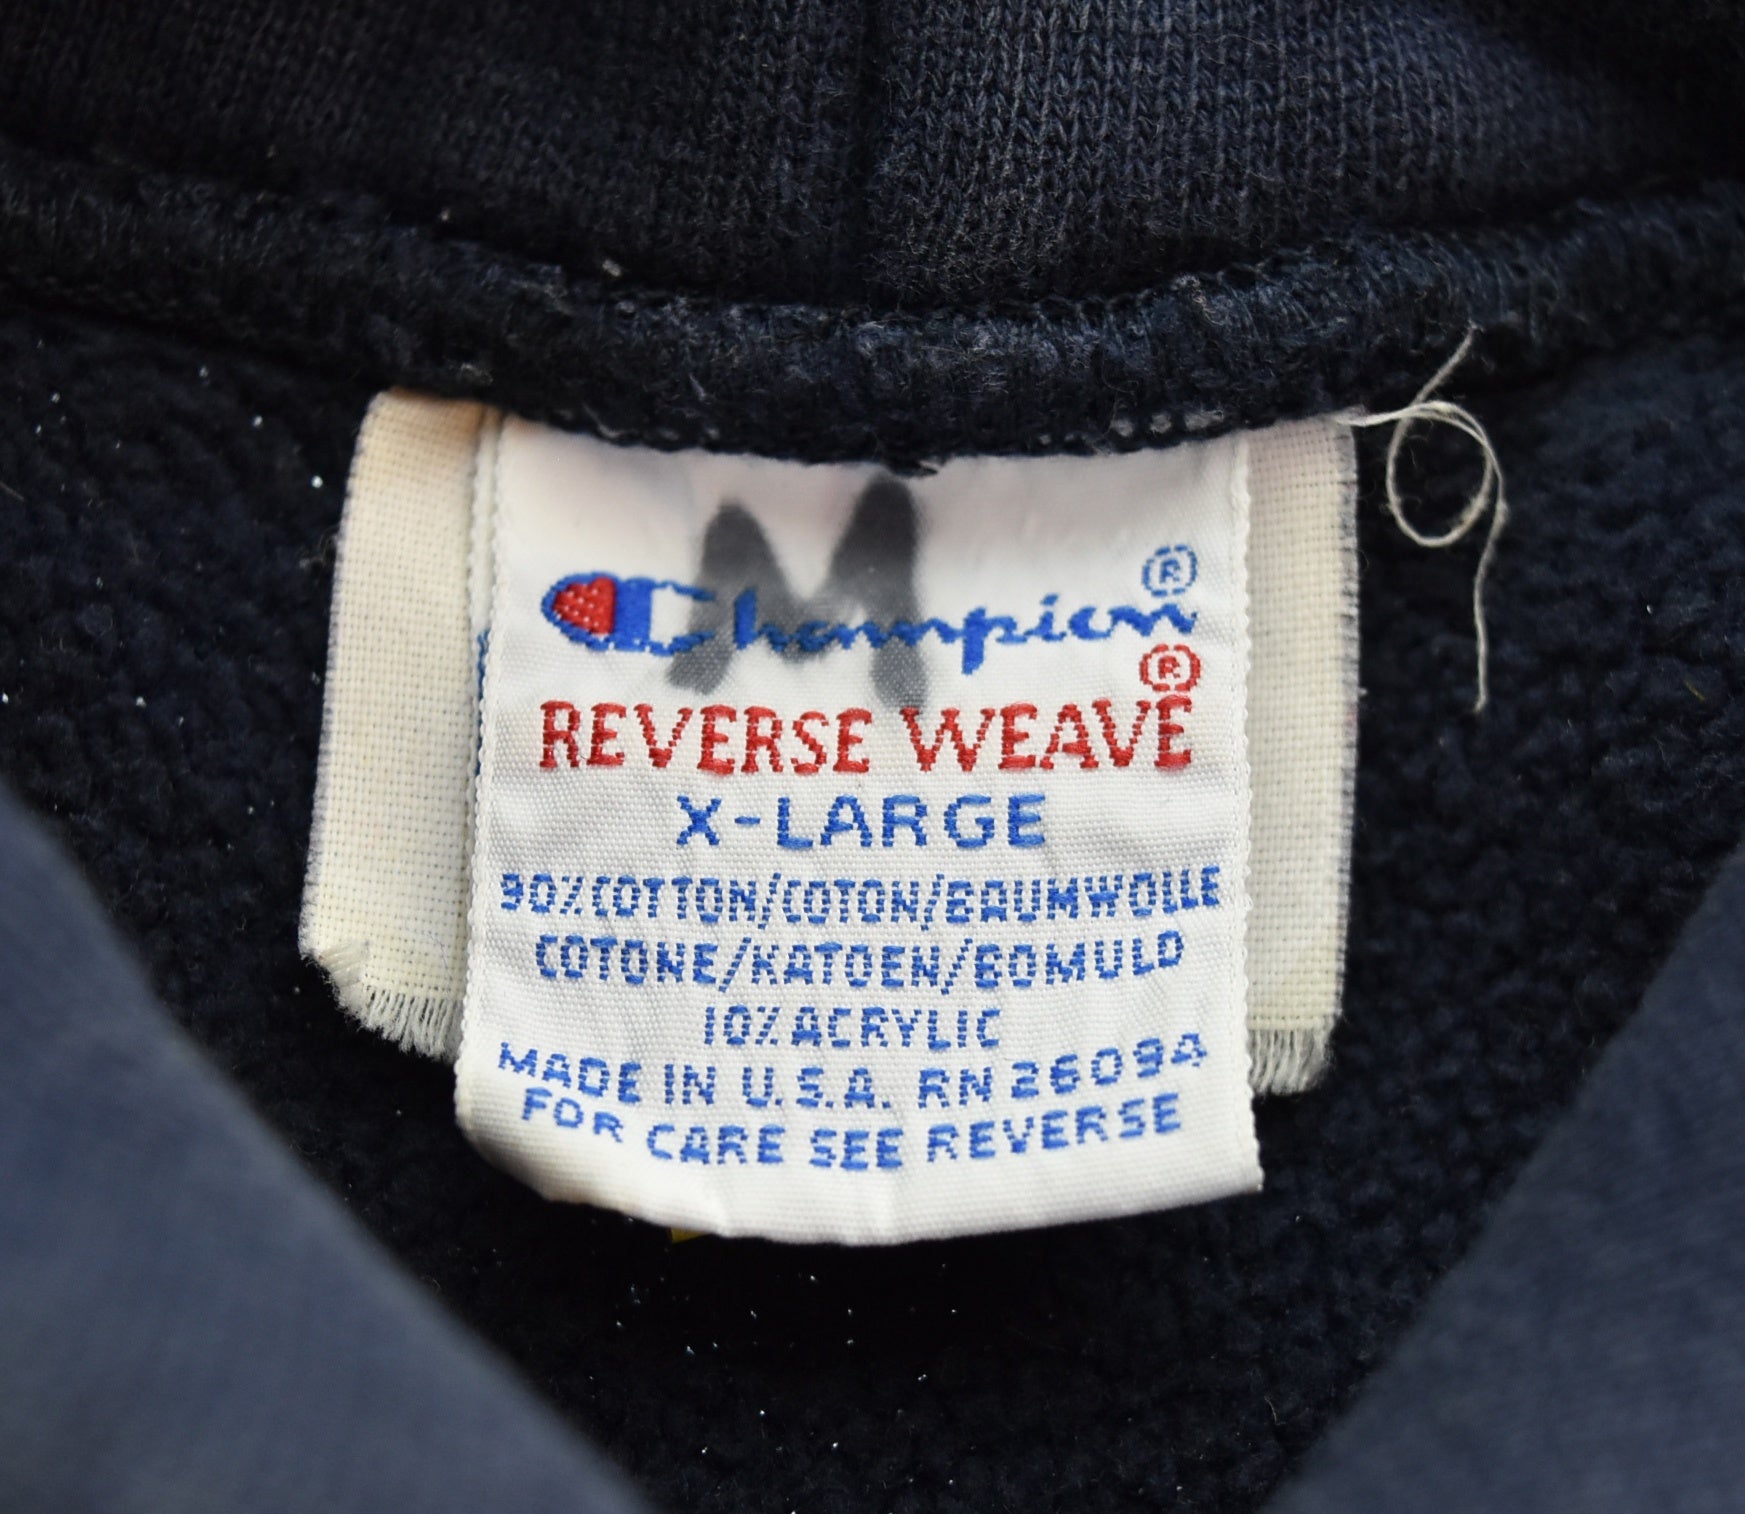 M
Champion®
REVERSE WEAVE®
X-LARGE
90% COTTON/COTON/BAUMWOLLE
COTONE/KATOEN/BOMULD
10% ACRYLIC
MADE IN U.S.A. RN 26094
FOR CARE SEE REVERSE